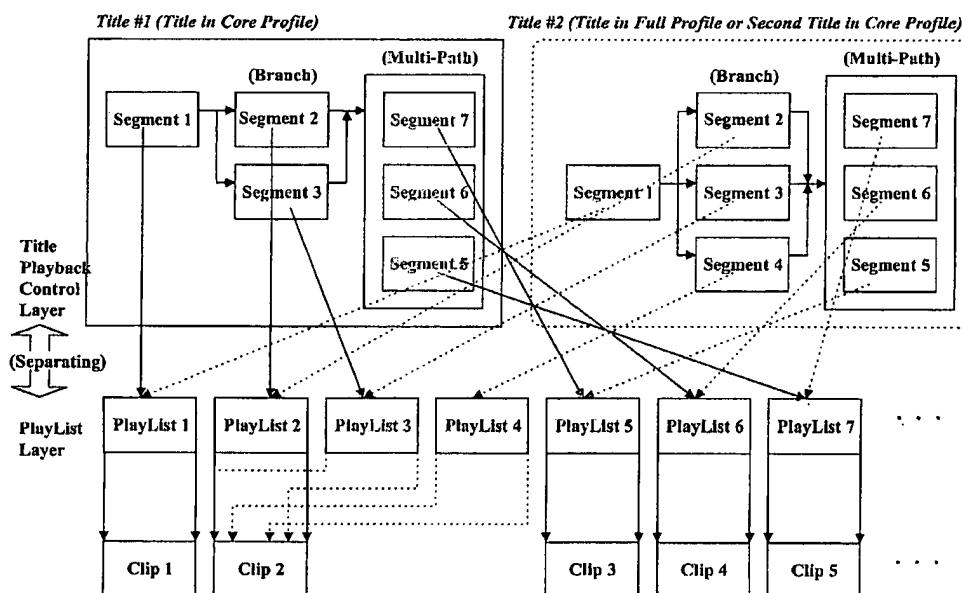 Title #1 (Title in Core Profile)
Title #2 (Title in Full Profile or Second Title in Core Profile)
(Multi-Path)
(Branch)
Segment 1
Segment 2
Segment 3
Segment 7
Segment 6
Segment 5
(Multi-Path)
(Branch)
Segment 1
Segment 2
Segment 3
Segment 4
Segment 7
Segment 6
Segment 5
Title
Playback
Control
Layer
(Separating)
PlayList
Layer
PlayList 1
PlayList 2
PlayList 3
PlayList 4
PlayList 5
PlayList 6
PlayList 7
. . .
Clip 1
Clip 2
Clip 3
Clip 4
Clip 5
. . .